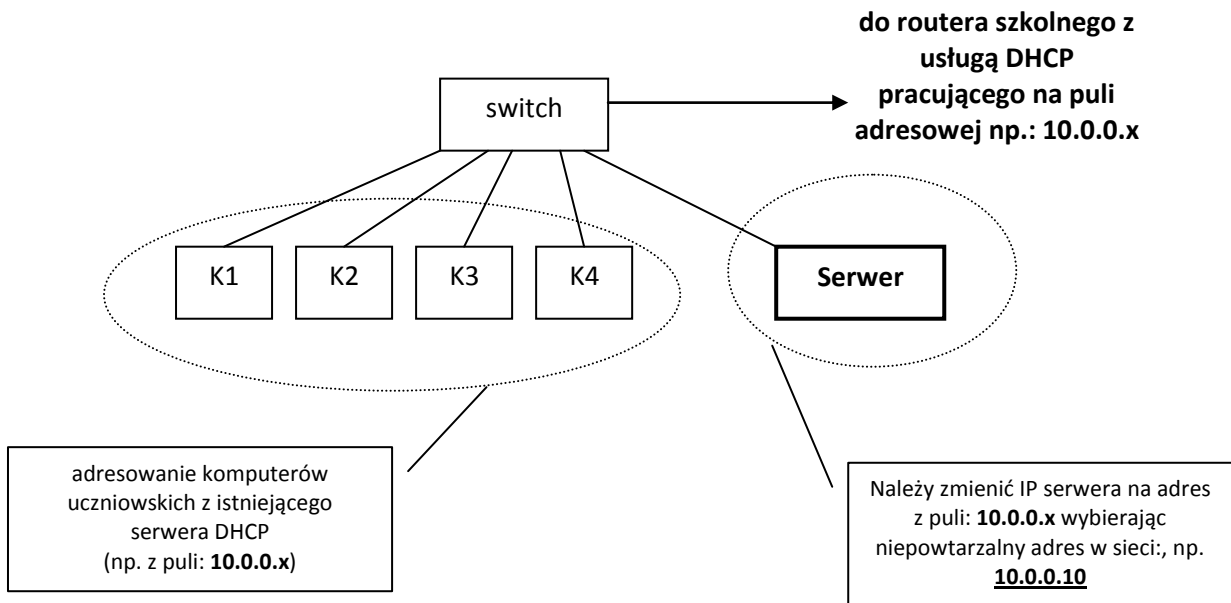 do routera szkolnego z
usługą DHCP
pracującego na puli
adresowej np.: 10.0.0.x
switch
K1
K2
K3
K4
Serwer
adresowanie komputerów
uczniowskich z istniejącego
serwera DHCP
(np. z puli: 10.0.0.x)
Należy zmienić IP serwera na adres
z puli: 10.0.0.x wybierając
niepowtarzalny adres w sieci:, np.
10.0.0.10